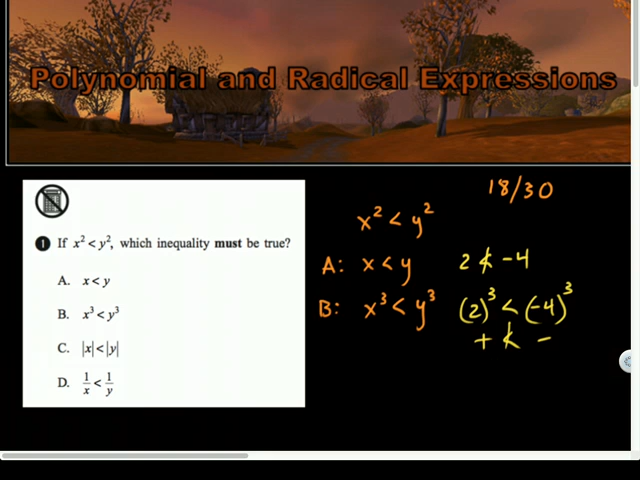 Polynomial and Radical Expressions
18/30
1 If x² < y², which inequality must be true?
A. x < y
B. x³ < y³
C. |x| < |y|
D. 1/x < 1/y
x² < y²
A: x < y 2 ≮ -4
B: x³ < y³ (2)³ < (-4)³
+ ≮ -